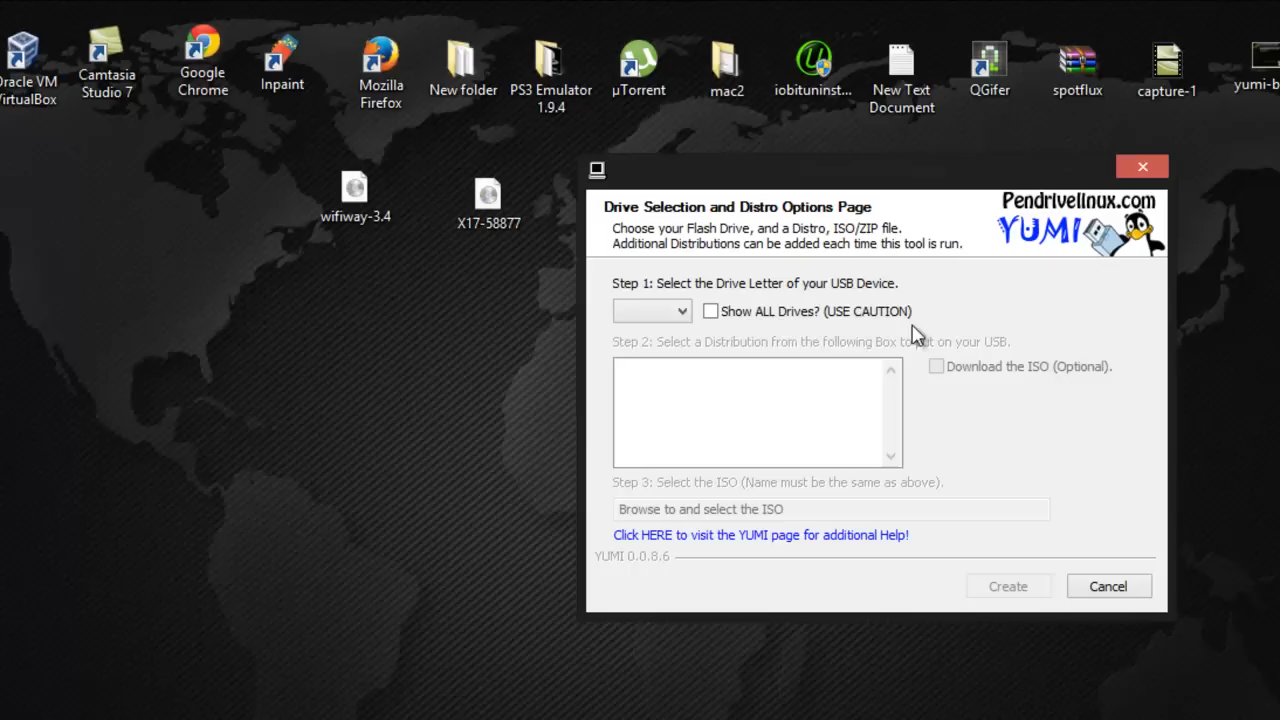 Oracle VM
VirtualBox
Camtasia
Studio 7
Google
Chrome
Inpaint
Mozilla
Firefox
New folder
PS3 Emulator
1.9.4
µTorrent
mac2
iobituninst...
New Text
Document
QGifer
spotflux
capture-1
yumi-b
wifiway-3.4
X17-58877
Drive Selection and Distro Options Page
Choose your Flash Drive, and a Distro, ISO/ZIP file.
Additional Distributions can be added each time this tool is run.
Pendrivelinux.com
YUMI
Step 1: Select the Drive Letter of your USB Device.
Show ALL Drives? (USE CAUTION)
Step 2: Select a Distribution from the following Box to put on your USB.
Download the ISO (Optional).
Step 3: Select the ISO (Name must be the same as above).
Browse to and select the ISO
Click HERE to visit the YUMI page for additional Help!
YUMI 0.0.8.6
Create
Cancel